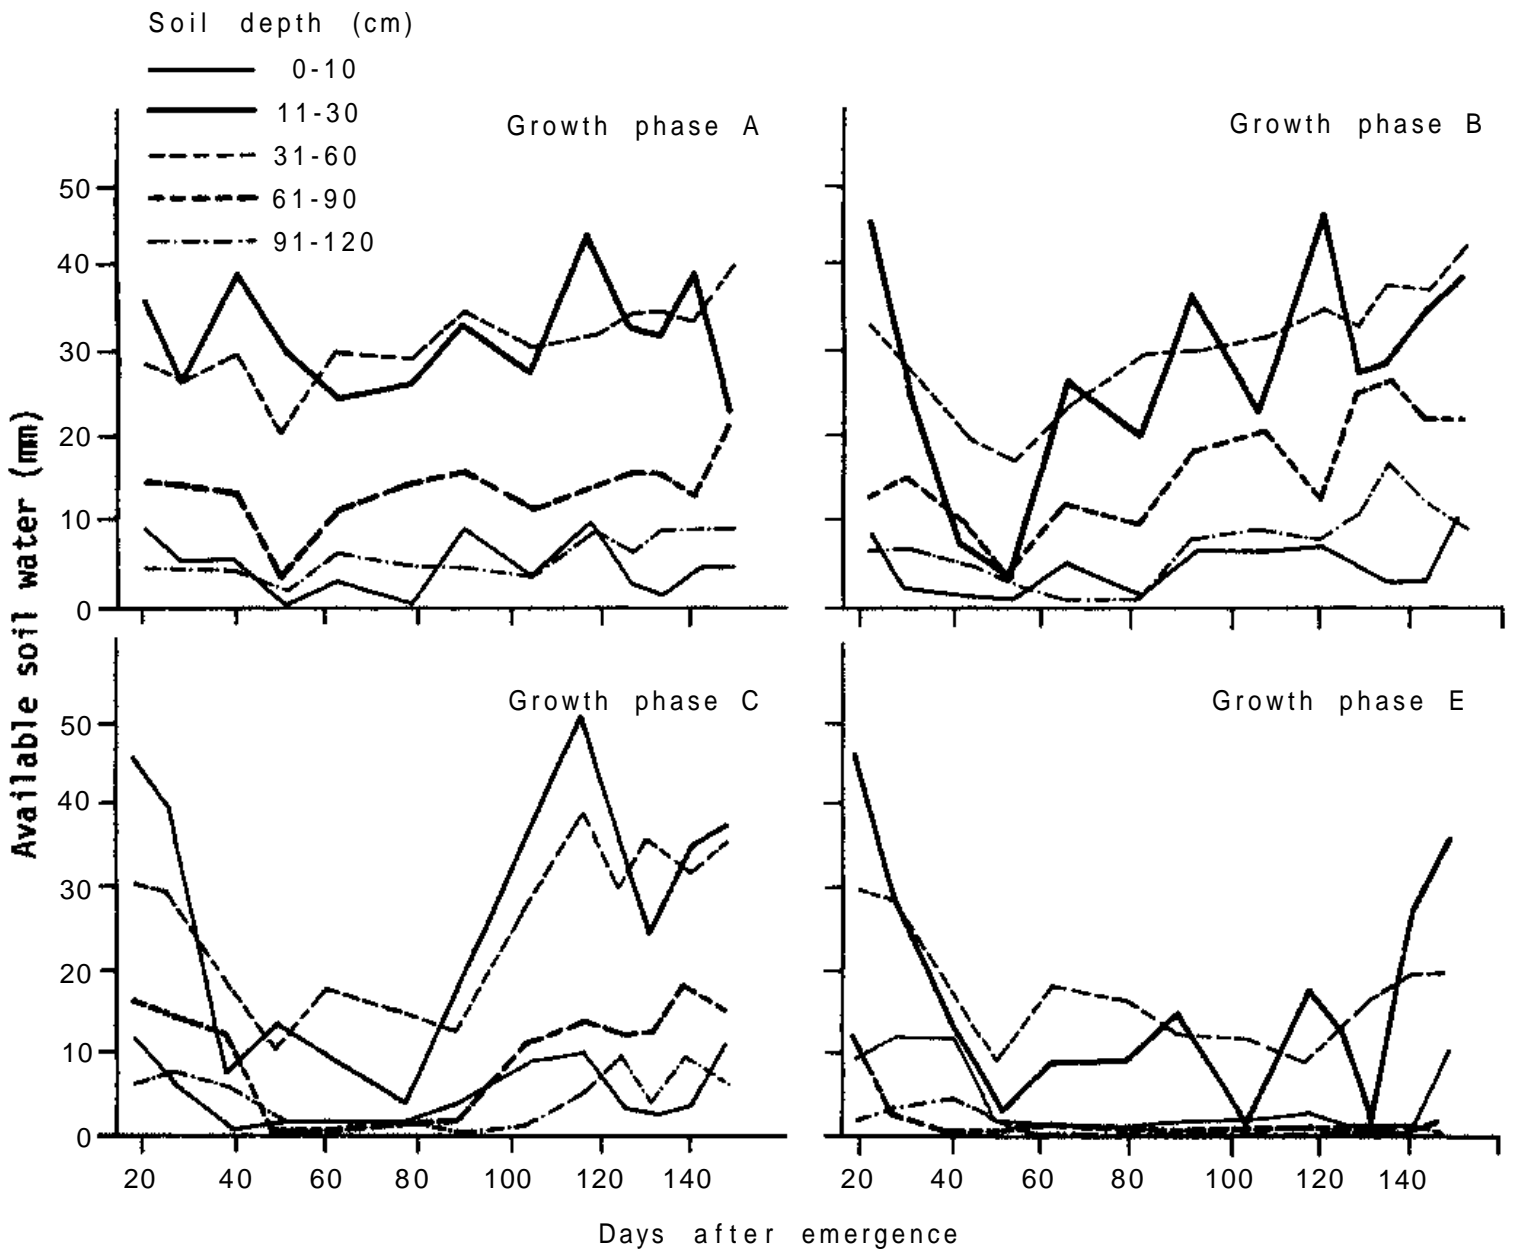 Soil depth (cm)
0-10
11-30
31-60
61-90
91-120
Growth phase A
Growth phase B
50
40
30
20
10
0
Available soil water (mm)
Growth phase C
Growth phase E
50
40
30
20
10
0
20 40 60 80 100 120 140
20 40 60 80 100 120 140
Days after emergence